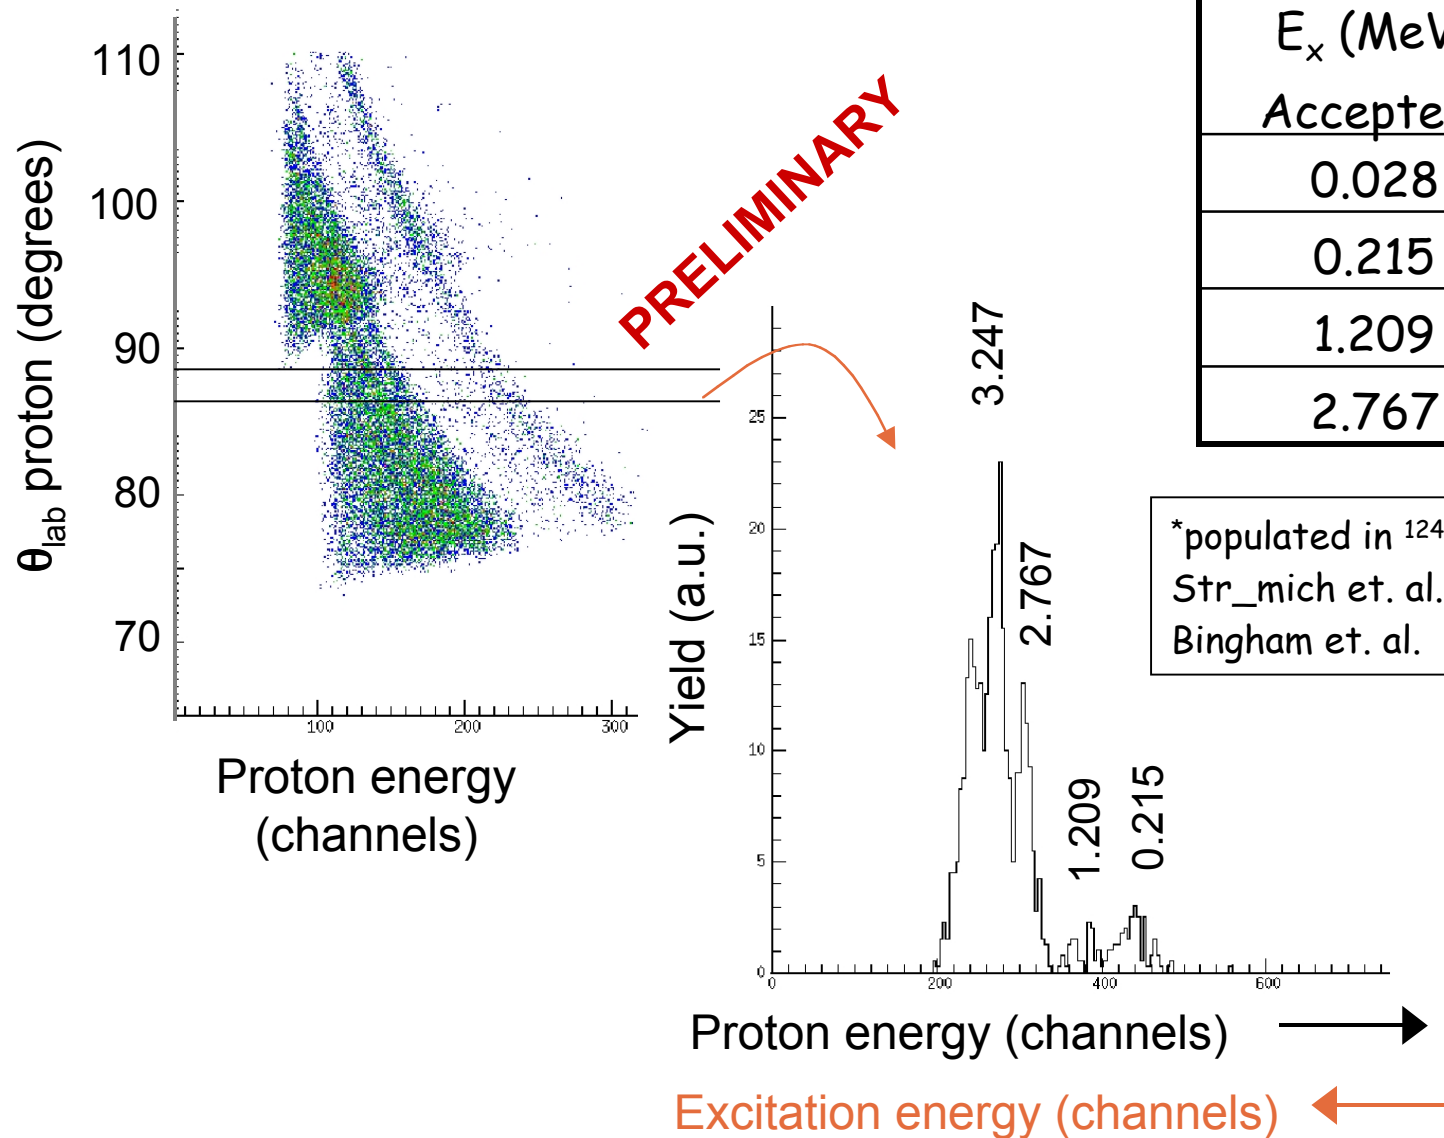 110
100
90
80
70
θlab proton (degrees)
100
200
300
Proton energy
(channels)
PRELIMINARY
Ex (MeV
Accepte
0.028
0.215
1.209
2.767
*populated in 124
Str_mich et. al.
Bingham et. al.
3.247
2.767
1.209
0.215
25
20
15
10
5
0
Yield (a.u.)
0
200
400
600
Proton energy (channels)
Excitation energy (channels)